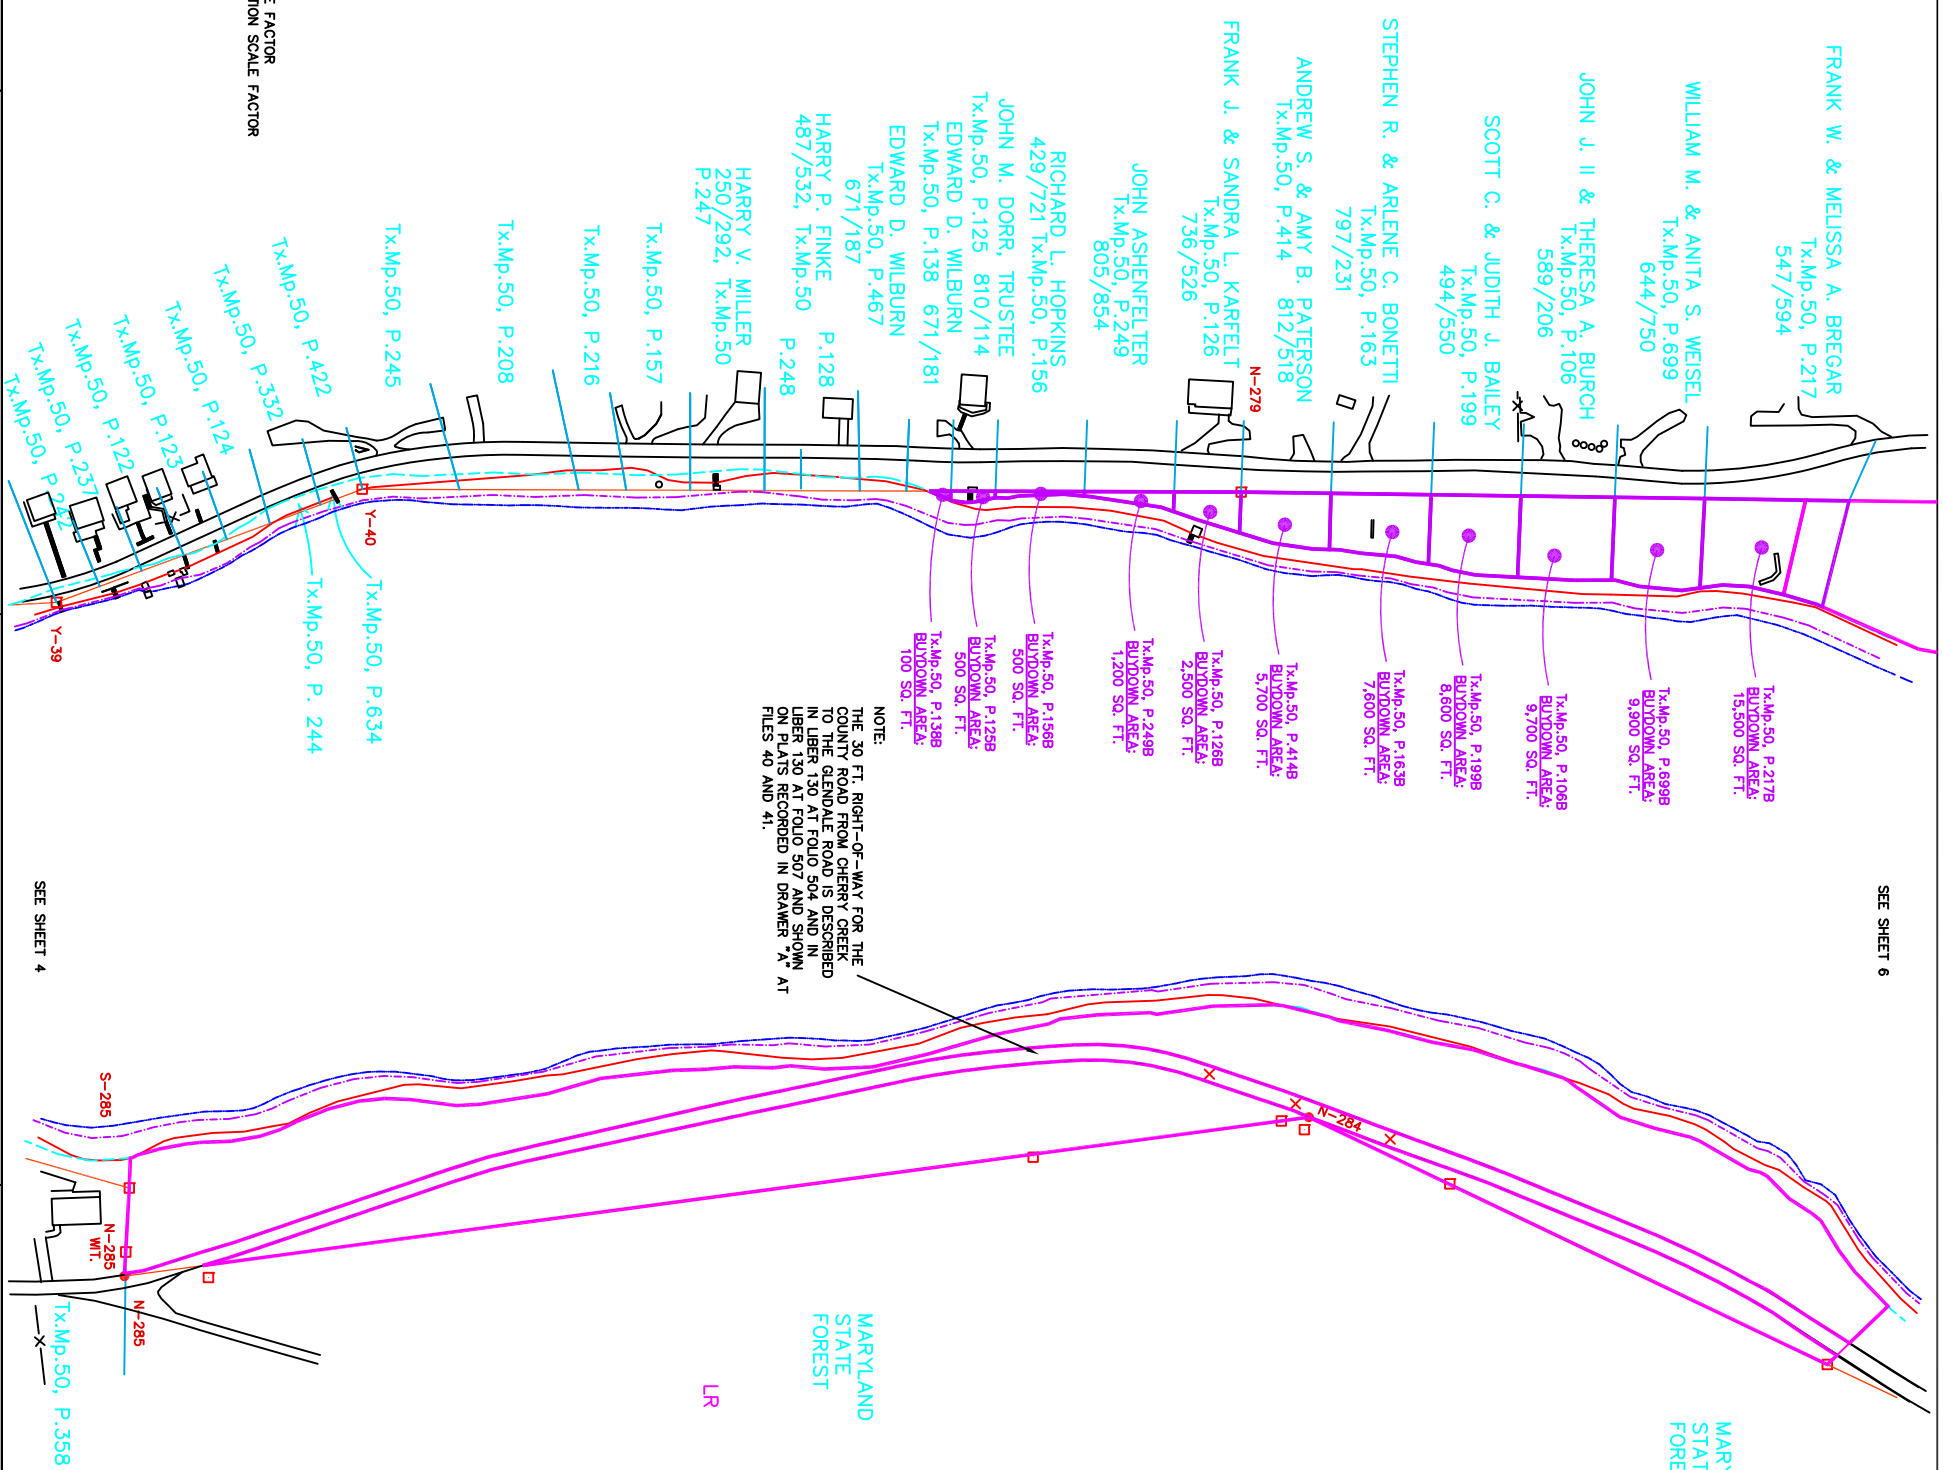 FRANK W. & MELISSA A. BREGAR
Tx.Mp.50, P.217
547/594
WILLIAM M. & ANITA S. WEISEL
Tx.Mp.50, P.699
644/750
JOHN J. II & THERESA A. BURCH
Tx.Mp.50, P.106
589/206
SCOTT C. & JUDITH J. BAILEY
Tx.Mp.50, P.199
494/550
STEPHEN R. & ARLENE C. BONETTI
Tx.Mp.50, P.163
797/231
ANDREW S. & AMY B. PATERSON
Tx.Mp.50, P.414 812/518
FRANK J. & SANDRA L. KARFELT
Tx.Mp.50, P.126
736/526
JOHN ASHENFELTER
Tx.Mp.50, P.249
805/854
RICHARD L. HOPKINS
429/721 Tx.Mp.50, P.156
JOHN M. DORR, TRUSTEE
Tx.Mp.50, P.125 810/114
EDWARD D. WILBURN
Tx.Mp.50, P.138 671/181
EDWARD D. WILBURN
Tx.Mp.50, P.467
671/187
HARRY P. FINKE P.128
487/532, Tx.Mp.50
P.248
HARRY V. MILLER
250/292, Tx.Mp.50
P.247
Tx.Mp.50, P.157
Tx.Mp.50, P.216
Tx.Mp.50, P.208
Tx.Mp.50, P.245
Tx.Mp.50, P.422
Tx.Mp.50, P.332
Tx.Mp.50, P.124
Tx.Mp.50, P.123
Tx.Mp.50, P.122
Tx.Mp.50, P.237
Tx.Mp.50, P.242
FACTOR
SCALE FACTOR
N-279
Y-40
Y-39
Tx.Mp.50, P.634
Tx.Mp.50, P. 244
Tx.Mp.50, P.217B
BUYDOWN AREA:
15,500 SQ. FT.
Tx.Mp.50, P.699B
BUYDOWN AREA:
9,900 SQ. FT.
Tx.Mp.50, P.106B
BUYDOWN AREA:
9,700 SQ. FT.
Tx.Mp.50, P.199B
BUYDOWN AREA:
8,600 SQ. FT.
Tx.Mp.50, P.163B
BUYDOWN AREA:
7,600 SQ. FT.
Tx.Mp.50, P.414B
BUYDOWN AREA:
5,700 SQ. FT.
Tx.Mp.50, P.126B
BUYDOWN AREA:
2,500 SQ. FT.
Tx.Mp.50, P.249B
BUYDOWN AREA:
1,200 SQ. FT.
Tx.Mp.50, P.156B
BUYDOWN AREA:
500 SQ. FT.
Tx.Mp.50, P.125B
BUYDOWN AREA:
500 SQ. FT.
Tx.Mp.50, P.138B
BUYDOWN AREA:
100 SQ. FT.
NOTE:
THE 30 FT. RIGHT-OF-WAY FOR THE
COUNTY ROAD FROM CHERRY CREEK
TO THE GLENDALE ROAD IS DESCRIBED
IN LIBER 130 AT FOLIO 504 AND IN
LIBER 130 AT FOLIO 507 AND SHOWN
ON PLATS RECORDED IN DRAWER "A" AT
FILES 40 AND 41.
SEE SHEET 6
SEE SHEET 4
N-284
S-285
N-285
WIT.
N-285
MARYLAND
STATE
FOREST
LR
Tx.Mp.50, P.358